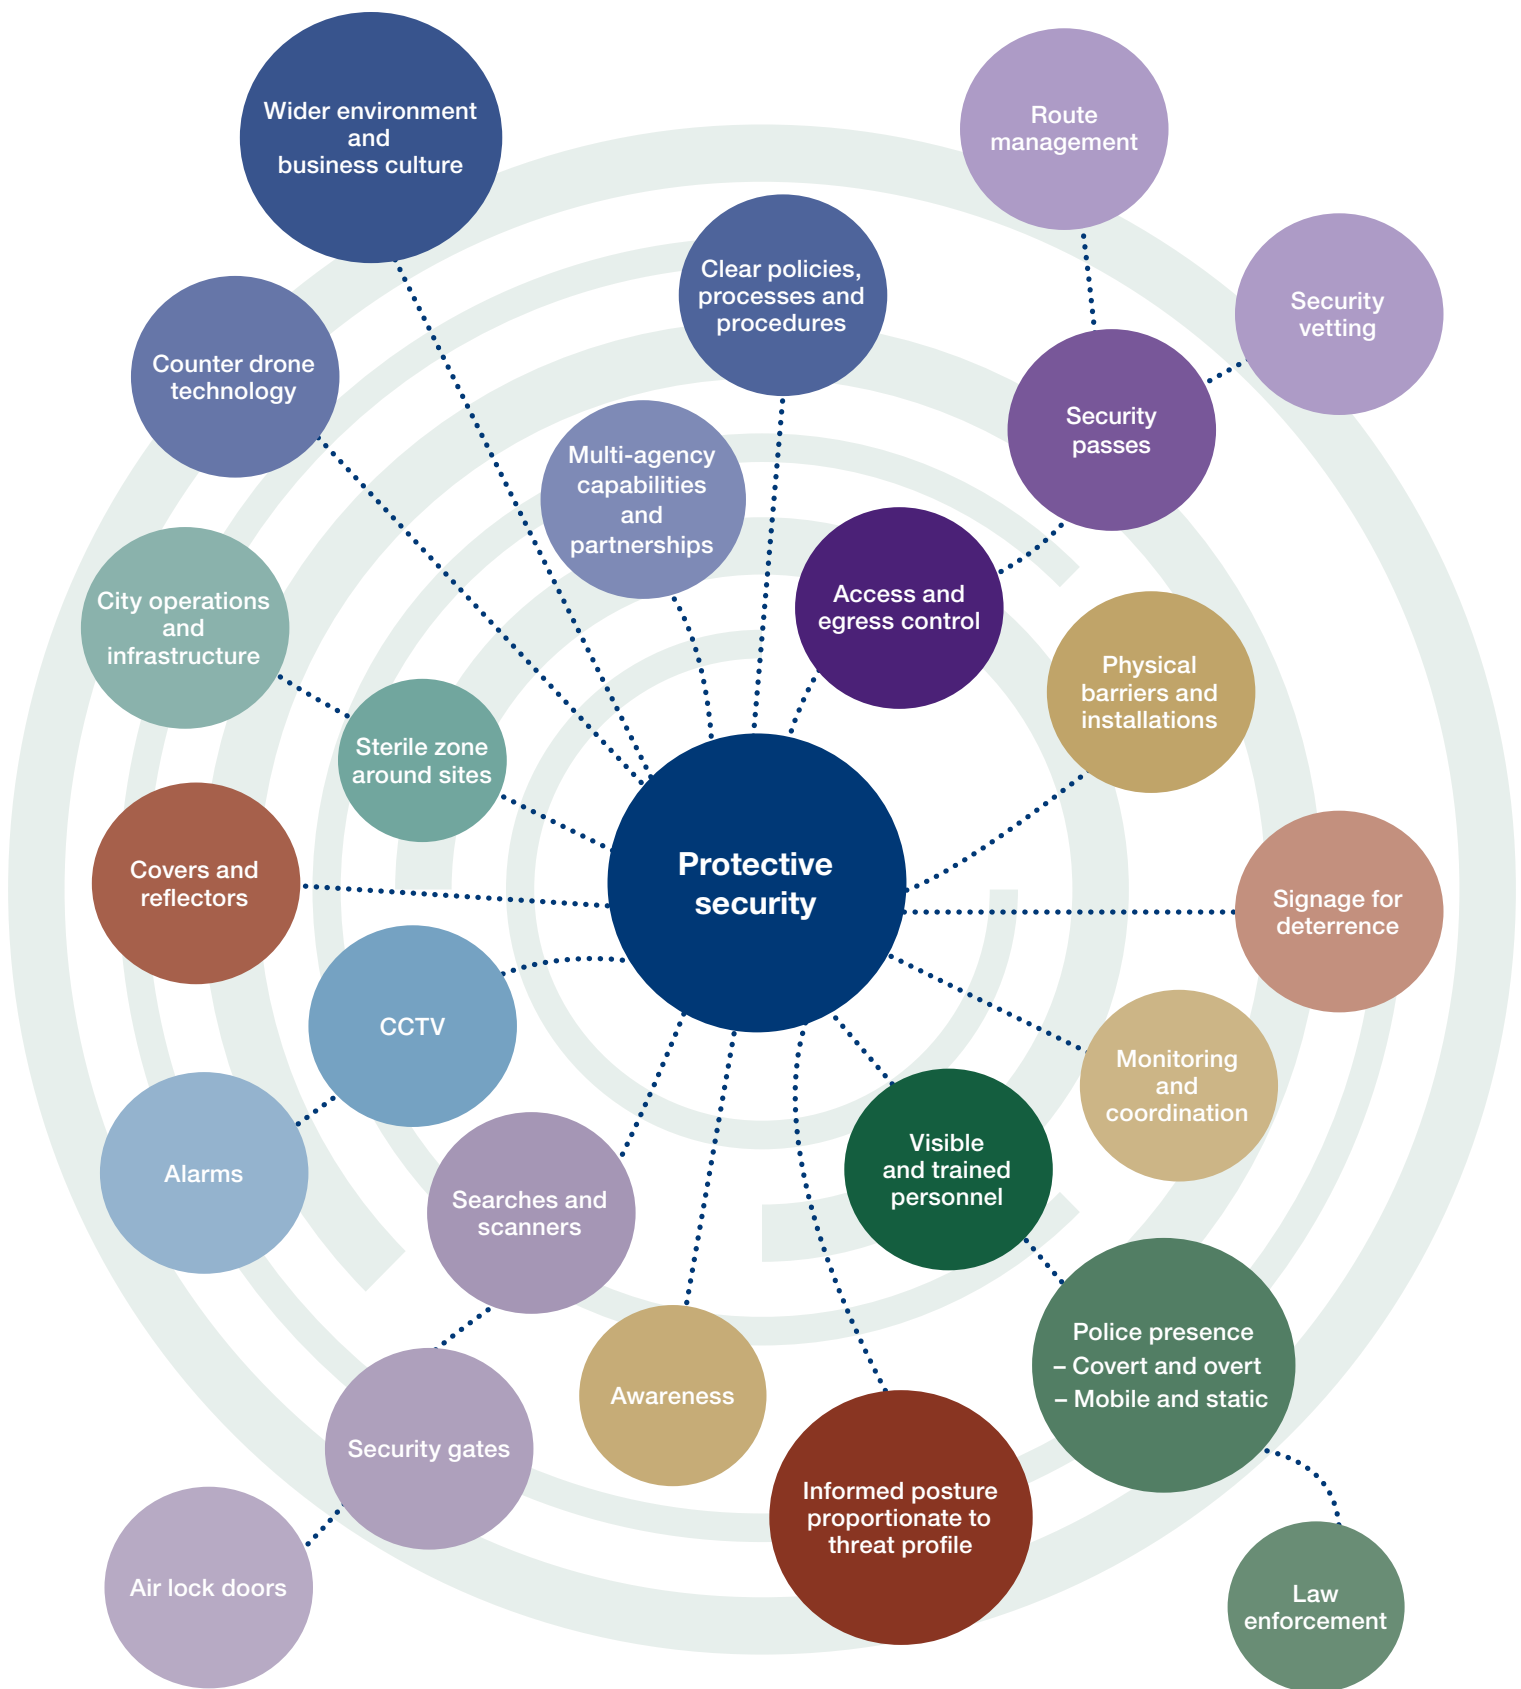 Wider environment
and
business culture
Route
management
Clear policies,
processes and
procedures
Security
vetting
Counter drone
technology
Security
passes
Multi-agency
capabilities
and
partnerships
Access and
egress control
City operations
and
infrastructure
Physical
barriers and
installations
Sterile zone
around sites
Protective
security
Covers and
reflectors
Signage for
deterrence
CCTV
Monitoring
and
coordination
Alarms
Visible
and trained
personnel
Searches and
scanners
Police presence
– Covert and overt
– Mobile and static
Awareness
Security gates
Informed posture
proportionate to
threat profile
Air lock doors
Law
enforcement